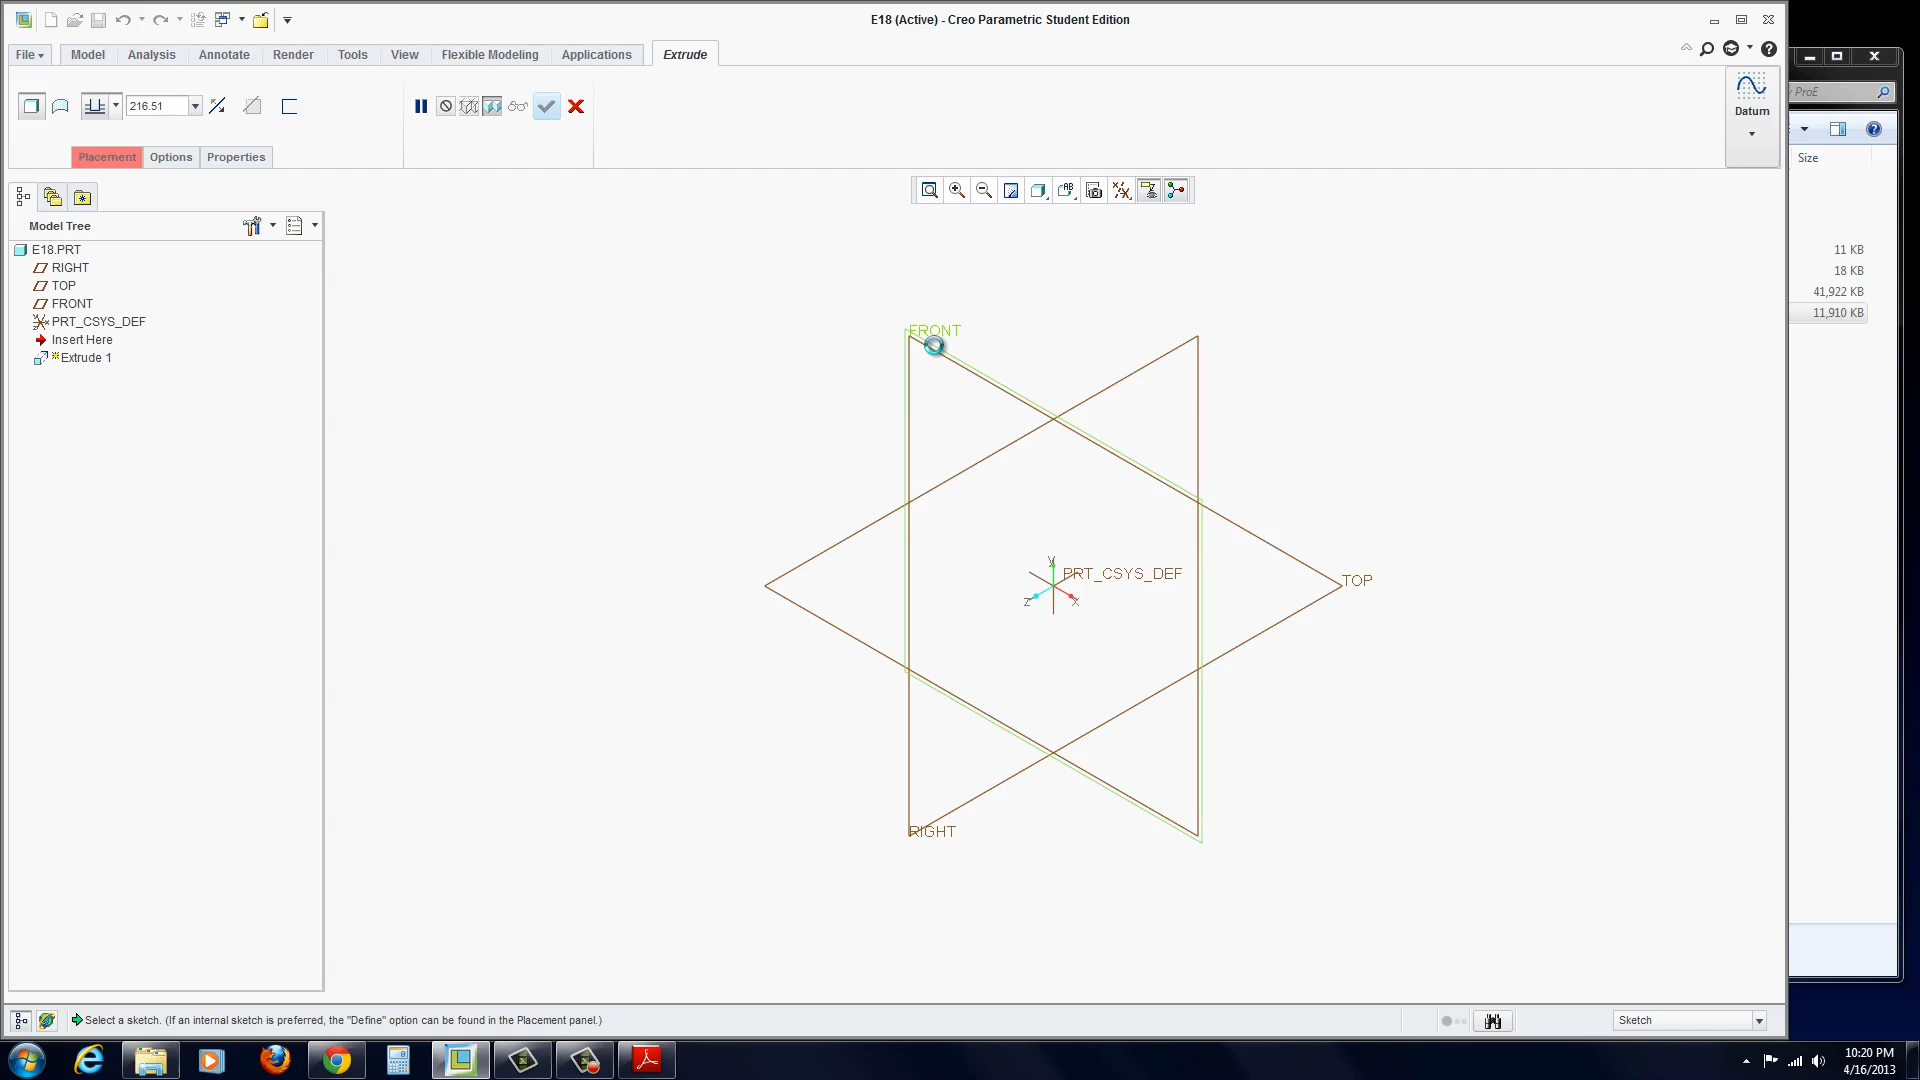 E18 (Active) - Creo Parametric Student Edition
File Model Analysis Annotate Render Tools View Flexible Modeling Applications Extrude
216.51
Datum
Placement Options Properties
ProE
Size
Model Tree
E18.PRT
RIGHT
TOP
FRONT
PRT_CSYS_DEF
Insert Here
Extrude 1
11 KB
18 KB
41,922 KB
11,910 KB
FRONT
Y
PRT_CSYS_DEF
TOP
Z
X
RIGHT
Select a sketch. (If an internal sketch is preferred, the "Define" option can be found in the Placement panel.)
Sketch
10:20 PM
4/16/2013